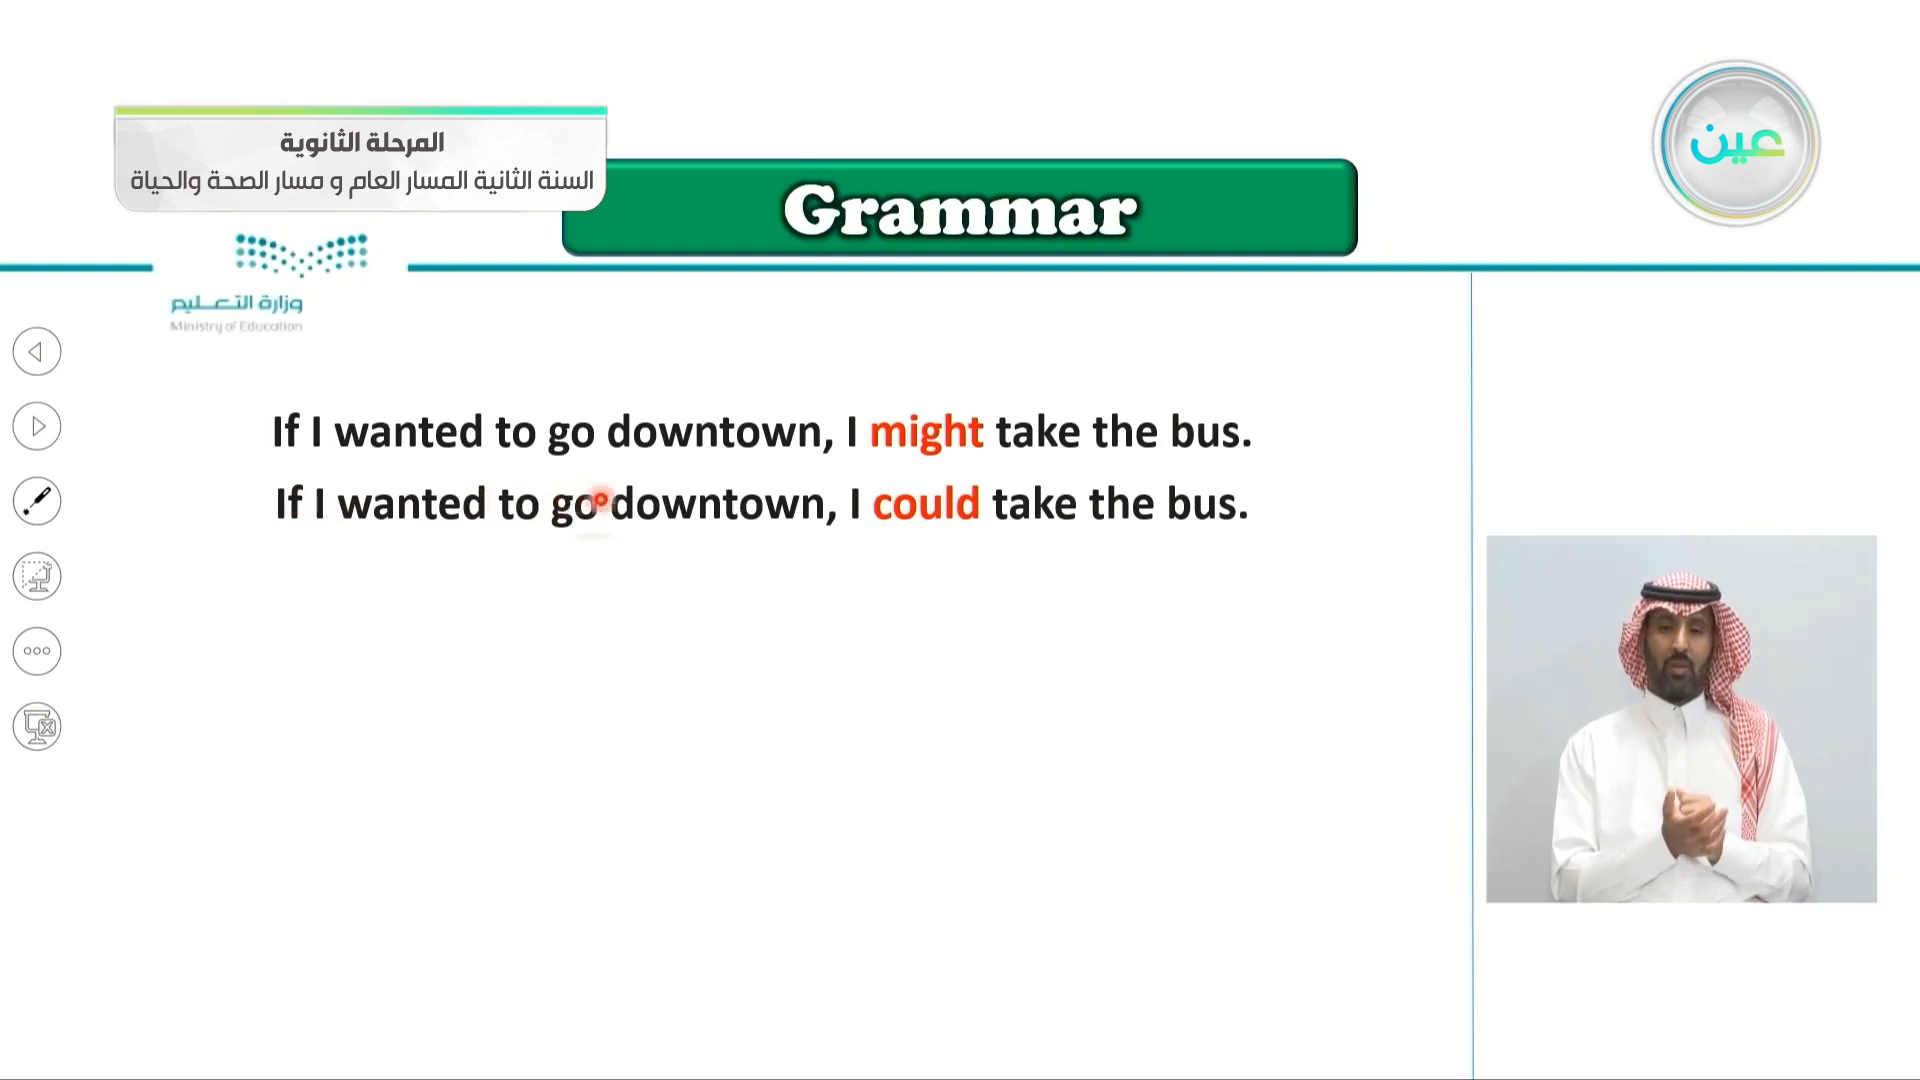 المرحلة الثانوية
السنة الثانية المسار العام و مسار الصحة والحياة
عين
Grammar
وزارة التعليم
Ministry of Education
If I wanted to go downtown, I might take the bus.
If I wanted to go downtown, I could take the bus.